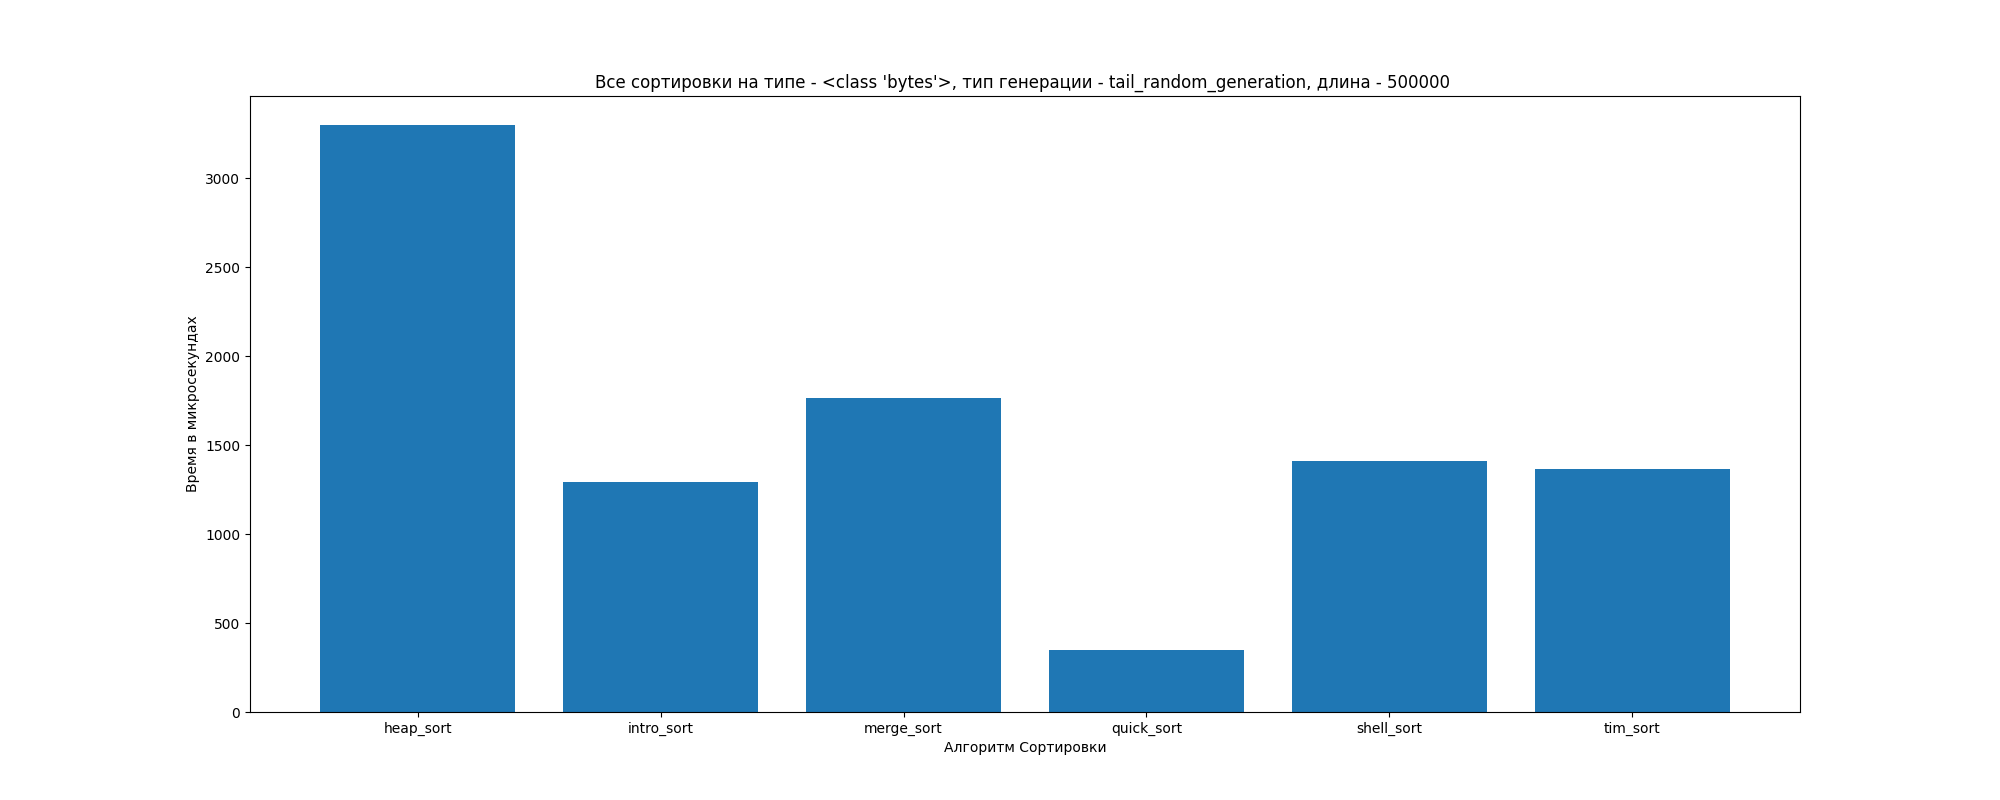 Все сортировки на типе - <class 'bytes'>, тип генерации - tail_random_generation, длина - 500000
Время в микросекундах
3000
2500
2000
1500
1000
500
0
heap_sort
intro_sort
merge_sort
quick_sort
shell_sort
tim_sort
Алгоритм Сортировки